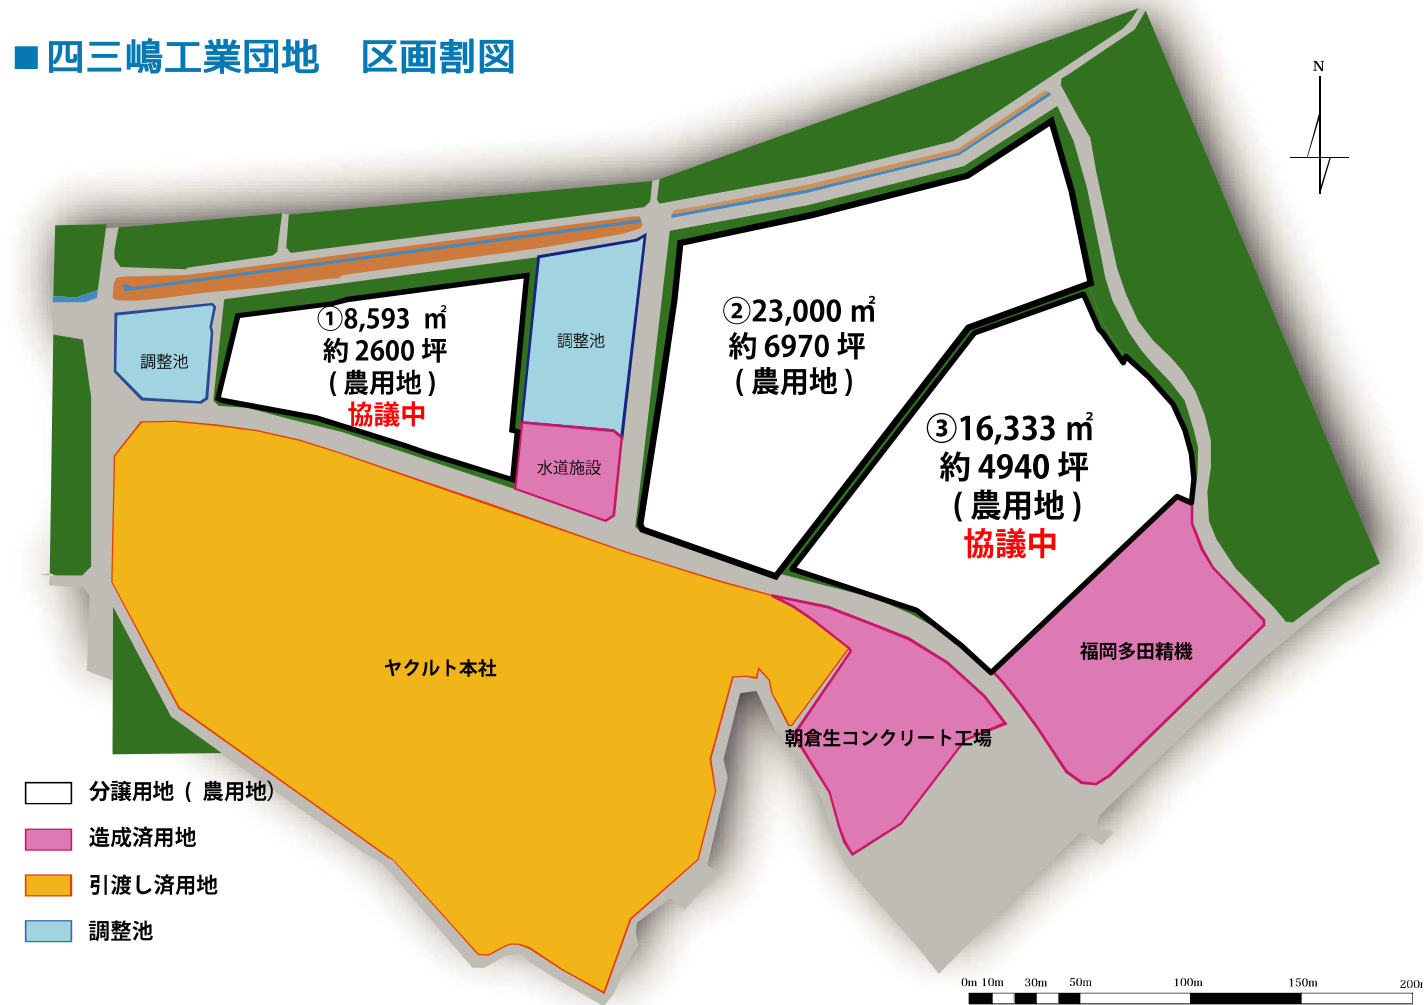 ■四三嶋工業団地　区画割図
N
①8,593 ㎡
約 2600 坪
( 農用地 )
協議中
②23,000 ㎡
約 6970 坪
( 農用地 )
調整池
調整池
③16,333 ㎡
約 4940 坪
( 農用地 )
協議中
水道施設
ヤクルト本社
福岡多田精機
朝倉生コンクリート工場
分譲用地 ( 農用地)
造成済用地
引渡し済用地
調整池
0m 10m 30m 50m 100m 150m 200m